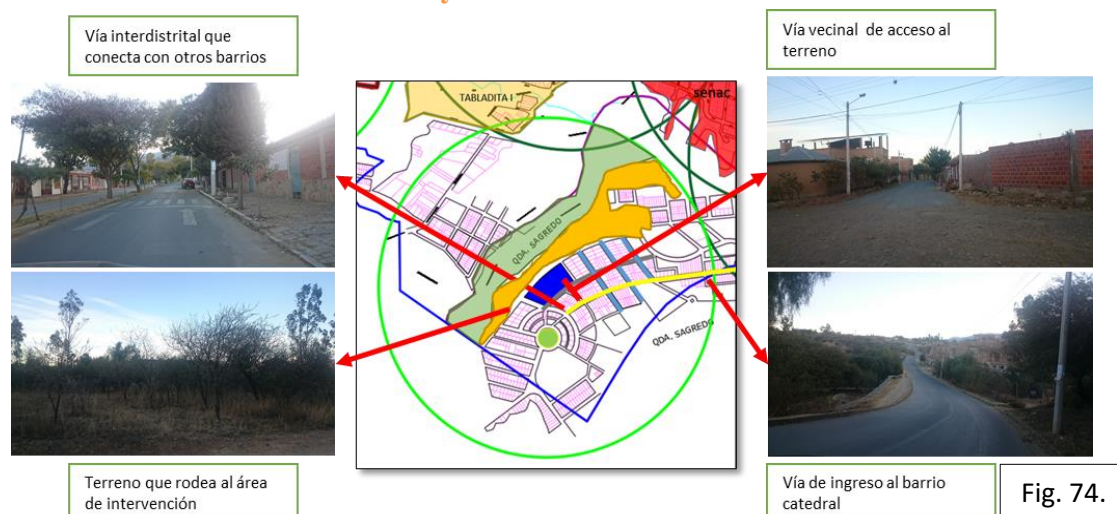 Vía interdistrital que
conecta con otros barrios
Vía vecinal de acceso al
terreno
TABLADITA I
senac
QDA. SAGREDO
QDA. SAGREDO
Terreno que rodea al área
de intervención
Vía de ingreso al barrio
catedral
Fig. 74.